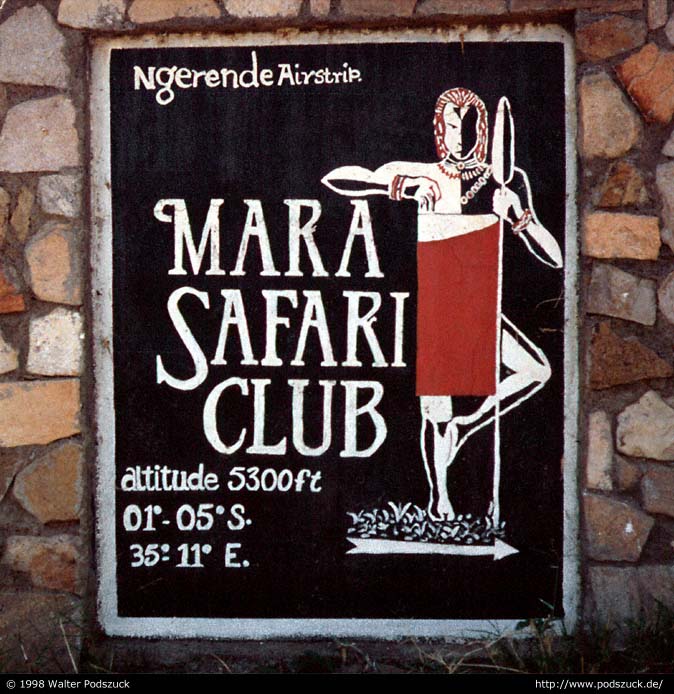 Ngerende Airstrip.
MARA
SAFARI
CLUB
altitude 5300ft
01°-05° S.
35° 11° E.
© 1998 Walter Podszuck
http://www.podszuck.de/